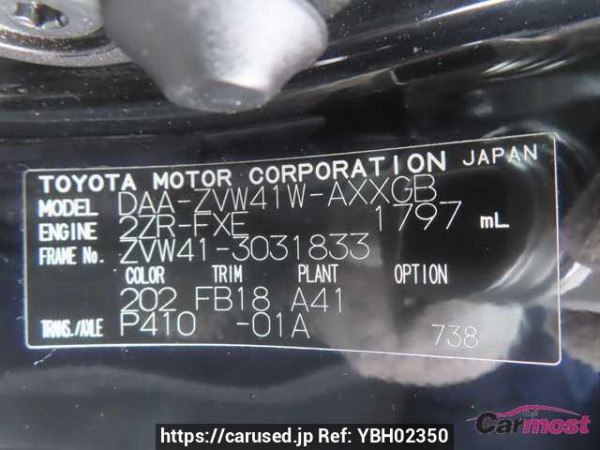 TOYOTA MOTOR CORPORATION JAPAN
MODEL DAA-ZVW41W-AXXGB
ENGINE 2ZR-FXE 1797 mL
FRAME No. ZVW41-3031833
COLOR TRIM PLANT OPTION
202 FB18 A41
TRANS./AXLE P410 -01A 738
Carmost
https://carused.jp Ref: YBH02350